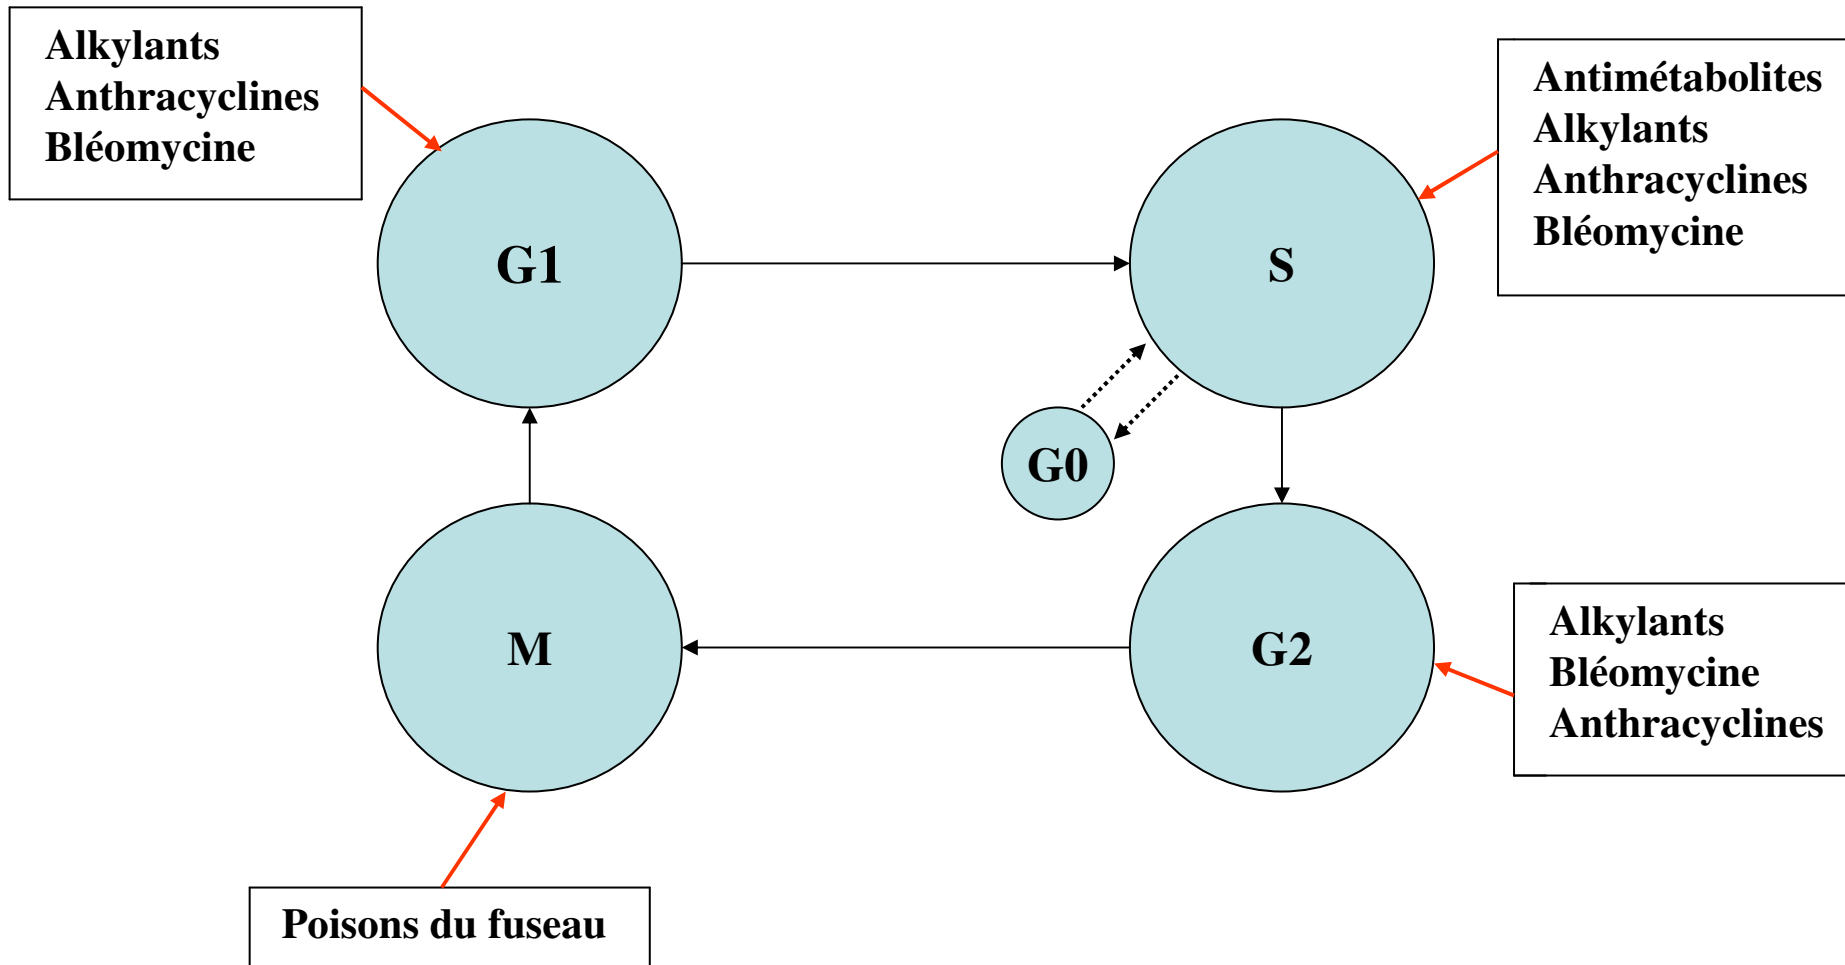 Alkylants
Anthracyclines
Bléomycine
Antimétabolites
Alkylants
Anthracyclines
Bléomycine
G1
S
G0
M
G2
Alkylants
Bléomycine
Anthracyclines
Poisons du fuseau